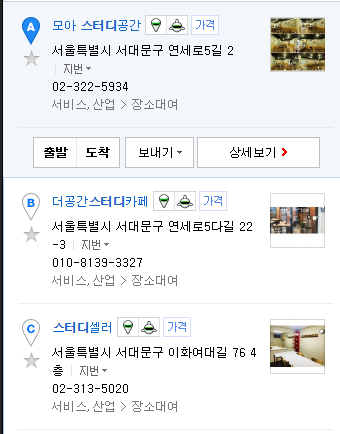 A 모아 스터디공간 가격
서울특별시 서대문구 연세로5길 2
지번
02-322-5934
서비스, 산업 > 장소대여
출발 도착 보내기 상세보기 >
B 더공간스터디카페 가격
서울특별시 서대문구 연세로5다길 22
-3 지번
010-8139-3327
서비스, 산업 > 장소대여
C 스터디셀러 가격
서울특별시 서대문구 이화여대길 76 4
층 지번
02-313-5020
서비스, 산업 > 장소대여